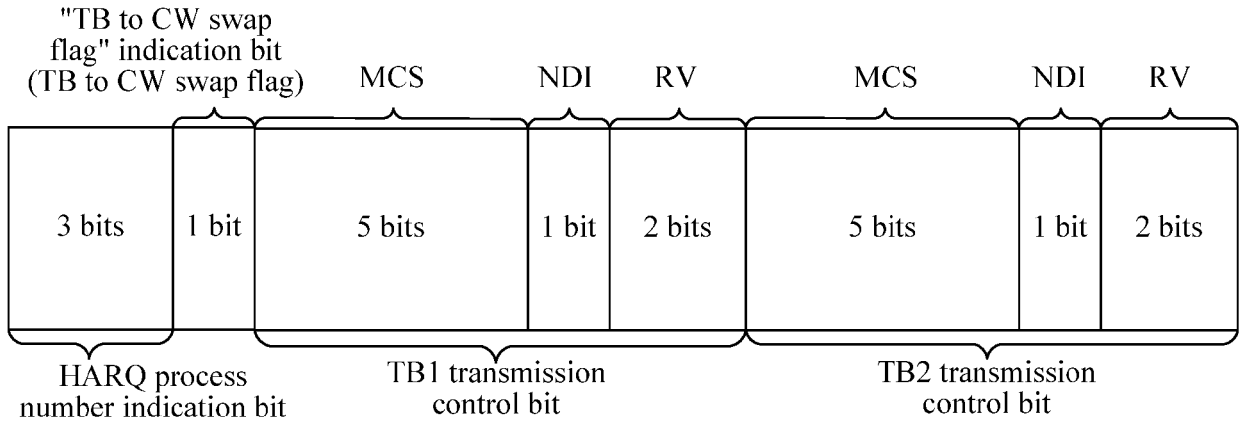 "TB to CW swap
flag" indication bit
(TB to CW swap flag)
MCS
NDI
RV
MCS
NDI
RV
3 bits
1 bit
5 bits
1 bit
2 bits
5 bits
1 bit
2 bits
HARQ process
number indication bit
TB1 transmission
control bit
TB2 transmission
control bit